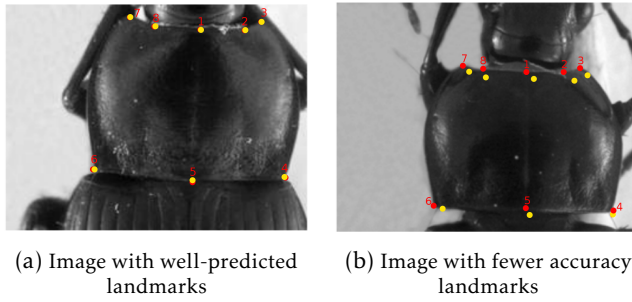 7 8 1 2 3
6 5 4
7 8 1 2 3
6 5 4
(a) Image with well-predicted
landmarks
(b) Image with fewer accuracy
landmarks